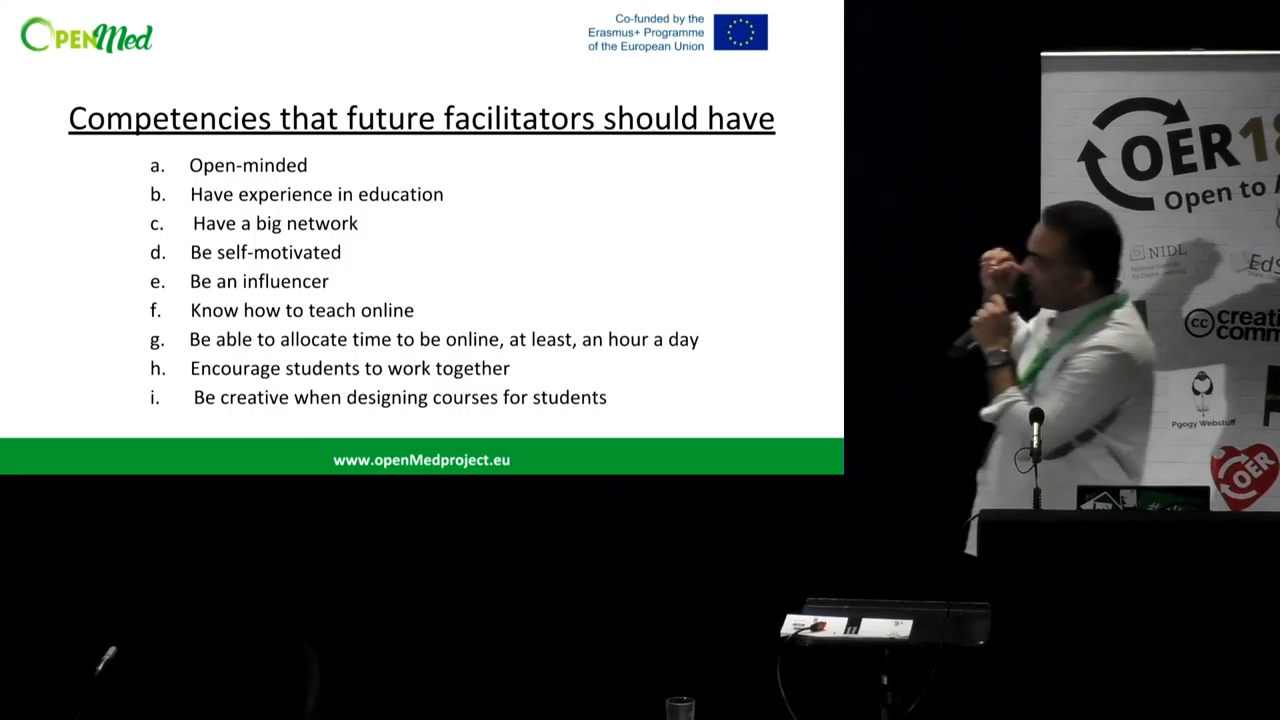 OPENMed
Co-funded by the
Erasmus+ Programme
of the European Union
Competencies that future facilitators should have
a. Open-minded
b. Have experience in education
c. Have a big network
d. Be self-motivated
e. Be an influencer
f. Know how to teach online
g. Be able to allocate time to be online, at least, an hour a day
h. Encourage students to work together
i. Be creative when designing courses for students
www.openMedproject.eu
OER18
Open to A
NIDL
EdS
cc creati
comm
Pgogy Webstuff
OER